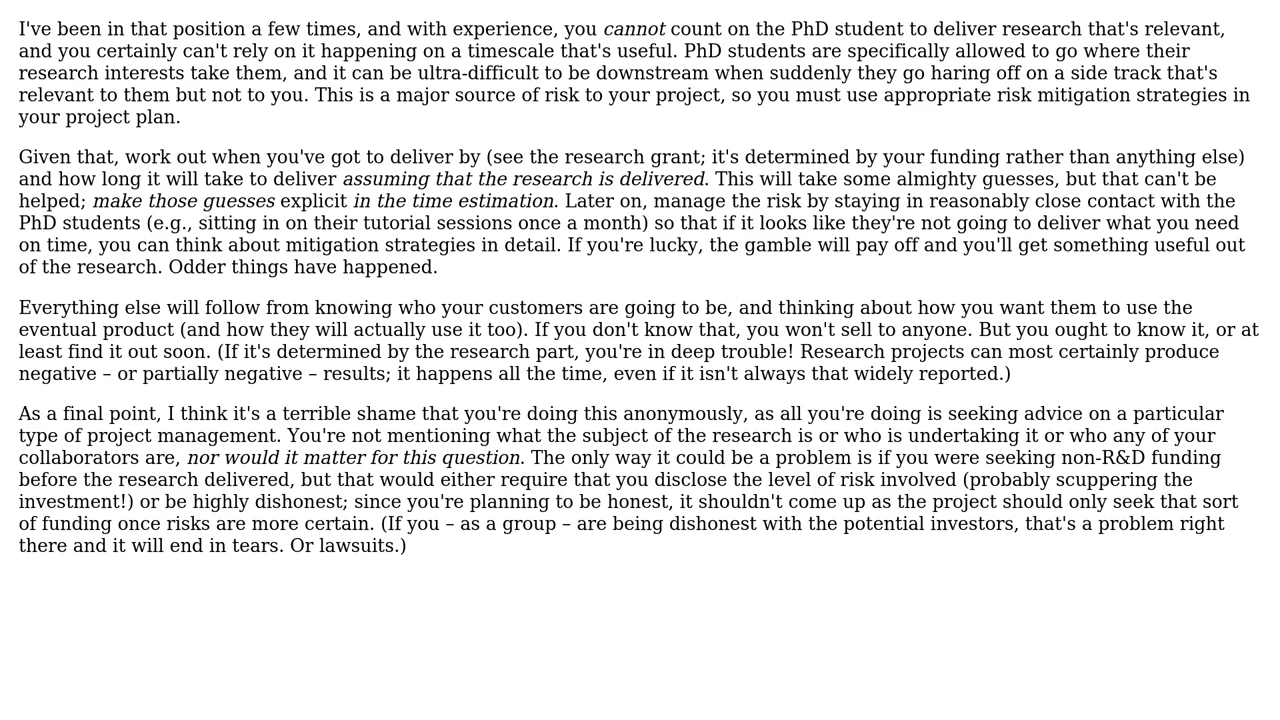 I've been in that position a few times, and with experience, you cannot count on the PhD student to deliver research that's relevant,
and you certainly can't rely on it happening on a timescale that's useful. PhD students are specifically allowed to go where their
research interests take them, and it can be ultra-difficult to be downstream when suddenly they go haring off on a side track that's
relevant to them but not to you. This is a major source of risk to your project, so you must use appropriate risk mitigation strategies in
your project plan.
Given that, work out when you've got to deliver by (see the research grant; it's determined by your funding rather than anything else)
and how long it will take to deliver assuming that the research is delivered. This will take some almighty guesses, but that can't be
helped; make those guesses explicit in the time estimation. Later on, manage the risk by staying in reasonably close contact with the
PhD students (e.g., sitting in on their tutorial sessions once a month) so that if it looks like they're not going to deliver what you need
on time, you can think about mitigation strategies in detail. If you're lucky, the gamble will pay off and you'll get something useful out
of the research. Odder things have happened.
Everything else will follow from knowing who your customers are going to be, and thinking about how you want them to use the
eventual product (and how they will actually use it too). If you don't know that, you won't sell to anyone. But you ought to know it, or at
least find it out soon. (If it's determined by the research part, you're in deep trouble! Research projects can most certainly produce
negative – or partially negative – results; it happens all the time, even if it isn't always that widely reported.)
As a final point, I think it's a terrible shame that you're doing this anonymously, as all you're doing is seeking advice on a particular
type of project management. You're not mentioning what the subject of the research is or who is undertaking it or who any of your
collaborators are, nor would it matter for this question. The only way it could be a problem is if you were seeking non-R&D funding
before the research delivered, but that would either require that you disclose the level of risk involved (probably scuppering the
investment!) or be highly dishonest; since you're planning to be honest, it shouldn't come up as the project should only seek that sort
of funding once risks are more certain. (If you – as a group – are being dishonest with the potential investors, that's a problem right
there and it will end in tears. Or lawsuits.)